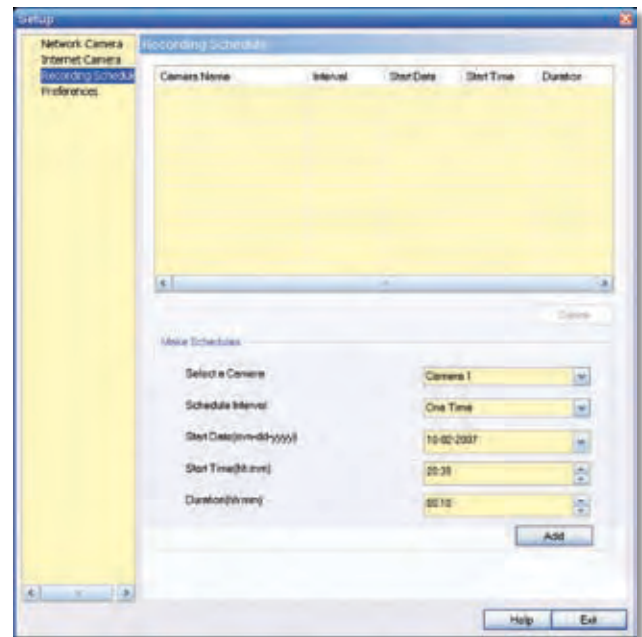 Setup
Network Camera
Internet Camera
Recording Schedule
Preferences
Recording Schedule
Camera Name Interval Start Date Start Time Duration
Delete
Make Schedules
Select a Camera Camera 1
Schedule Interval One Time
Start Date(mm-dd-yyyy) 10-02-2007
Start Time(hh:mm) 20:35
Duration(hh:mm) 00:10
Add
Help Exit